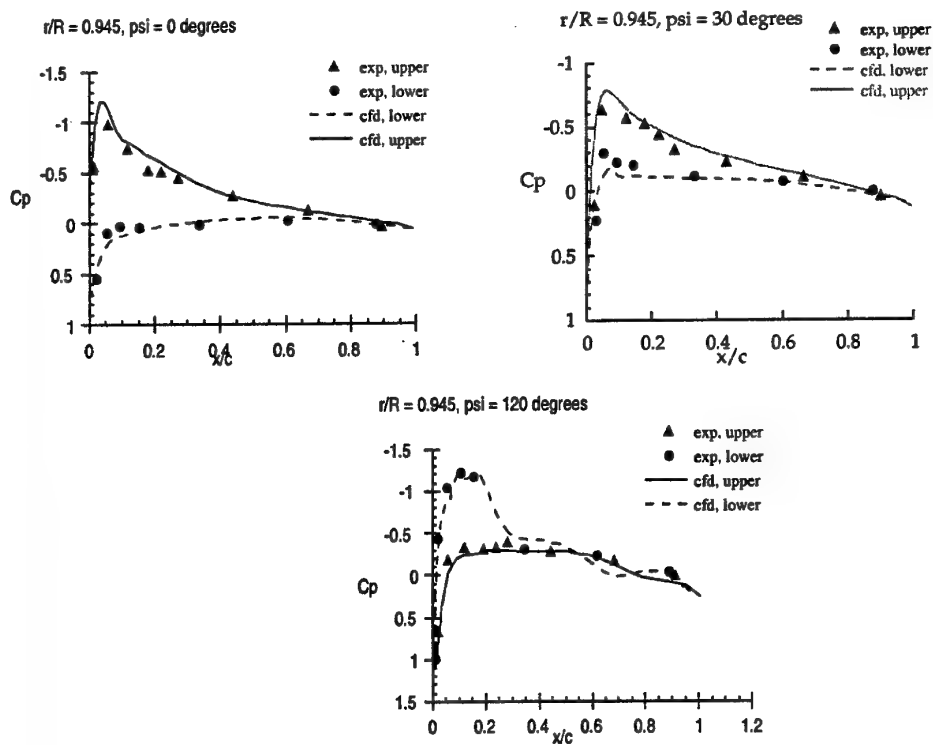 r/R = 0.945, psi = 0 degrees
exp, upper
exp, lower
cfd, lower
cfd, upper
-1.5
-1
-0.5
0
0.5
1
Cp
0 0.2 0.4 0.6 0.8 1
x/c
r/R = 0.945, psi = 30 degrees
exp, upper
exp, lower
cfd, lower
cfd, upper
-1
-0.5
0
0.5
1
Cp
0 0.2 0.4 0.6 0.8 1
x/c
r/R = 0.945, psi = 120 degrees
exp, upper
exp, lower
cfd, upper
cfd, lower
-1.5
-1
-0.5
0
0.5
1
1.5
Cp
0 0.2 0.4 0.6 0.8 1 1.2
x/c